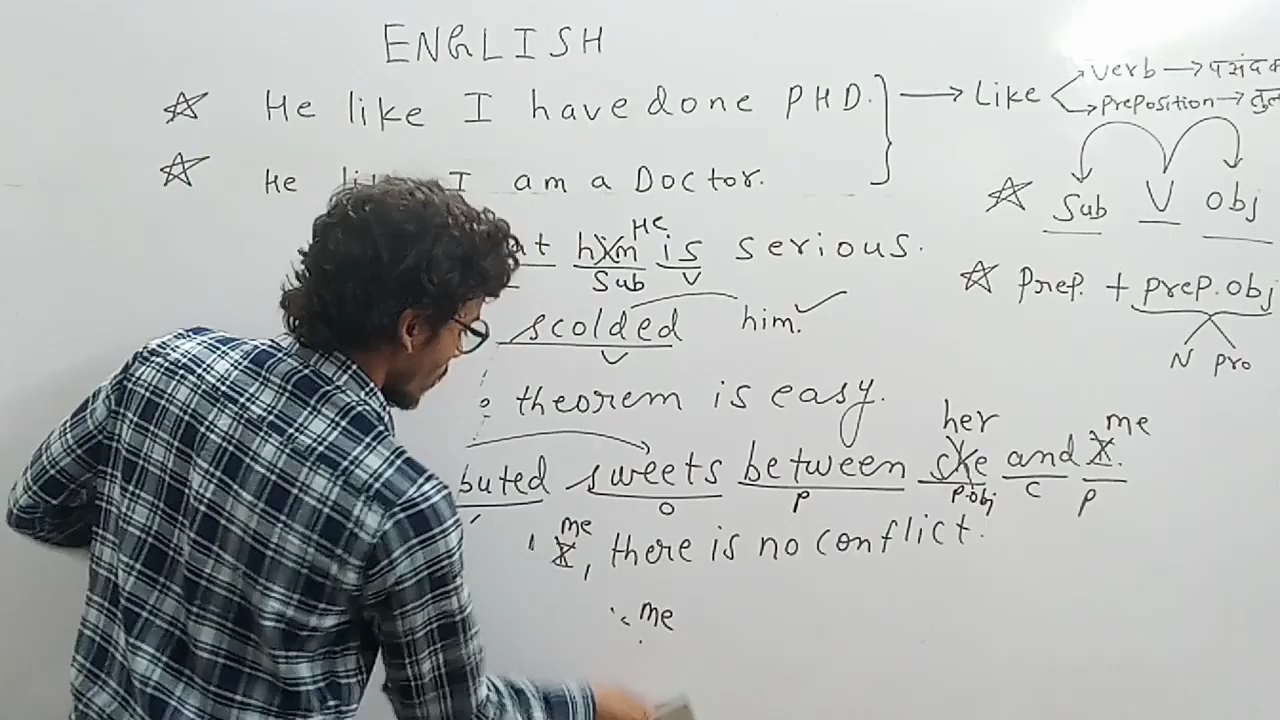 ENGLISH
He like I have done PHD. → Like
Verb → पसंद
Preposition →
He I am a Doctor.
Sub V Obj
He
him is serious.
Sub V
Prep. + prep. obj
N Pro
scolded him.
V
theorem is easy.
her me
buted sweets between she and I.
O P P.obj C P
me
I, there is no conflict.
me